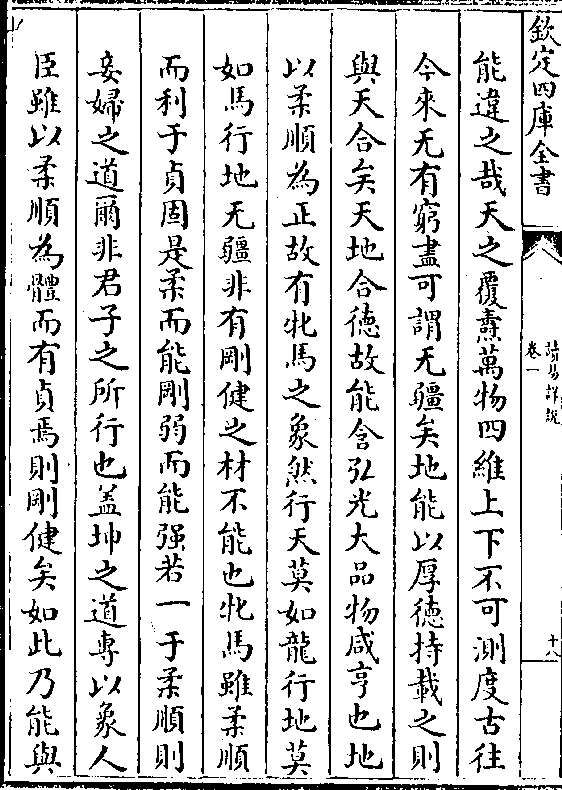 欽定四庫全書
讀易詳說
卷一
十八
能違之哉天之覆燾萬物四維上下不可測度古往
今來无有窮盡可謂无疆矣地能以厚德持載之則
與天合矣天地合德故能含弘光大品物咸亨也地
以柔順為正故有牝馬之象然行天莫如龍行地莫
如馬行地无疆非有剛健之材不能也牝馬雖柔順
而利于貞固是柔而能剛弱而能强若一于柔順則
妾婦之道爾非君子之所行也盖坤之道專以象人
臣雖以柔順為體而有貞焉則剛健矣如此乃能與